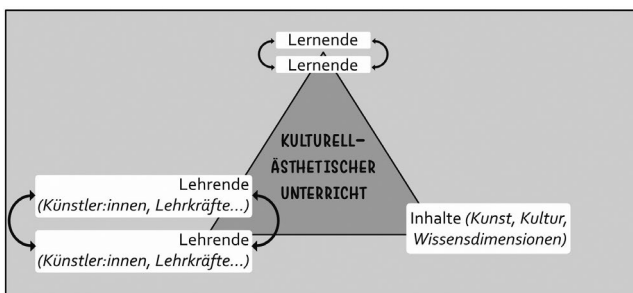 Lernende
Lernende
KULTURELL-
ÄSTHETISCHER
UNTERRICHT
Lehrende
(Künstler:innen, Lehrkräfte...)
Lehrende
(Künstler:innen, Lehrkräfte...)
Inhalte (Kunst, Kultur,
Wissensdimensionen)